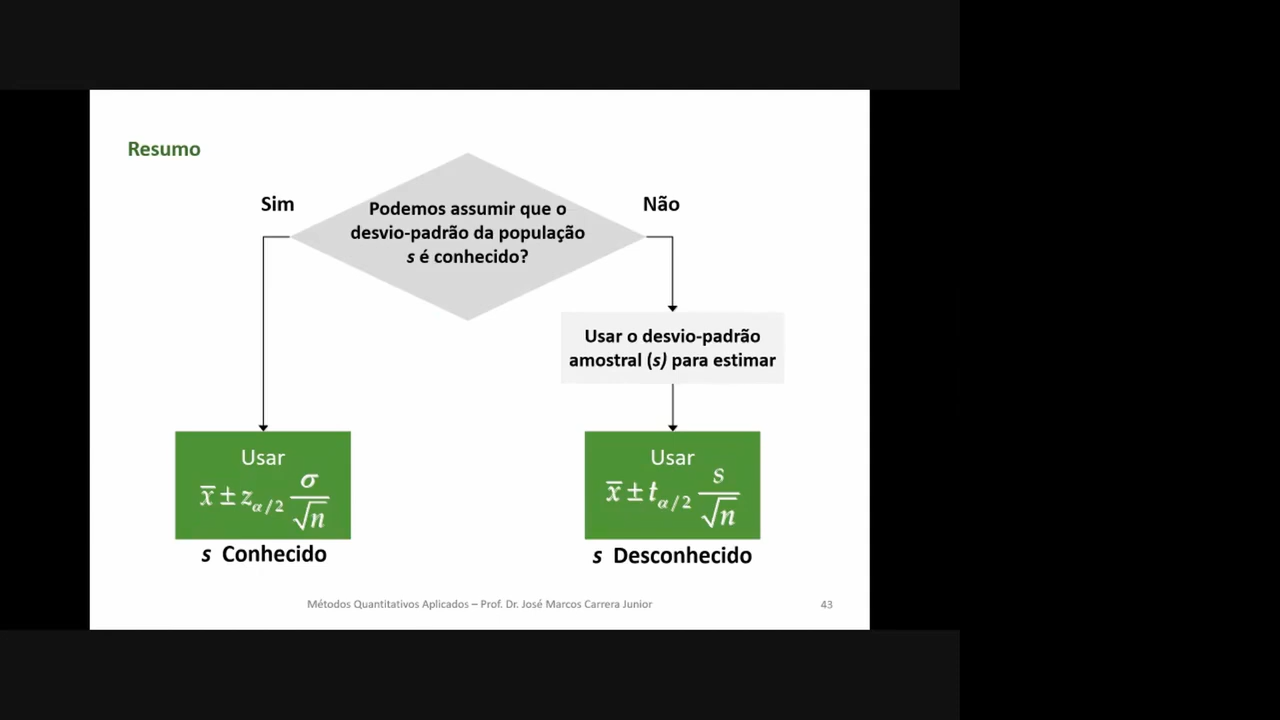 Resumo
Sim
Podemos assumir que o
desvio-padrão da população
s é conhecido?
Não
Usar o desvio-padrão
amostral (s) para estimar
Usar
x̄ ± z_{α/2} σ/√n
s Conhecido
Usar
x̄ ± t_{α/2} s/√n
s Desconhecido
Métodos Quantitativos Aplicados – Prof. Dr. José Marcos Carrera Junior
43